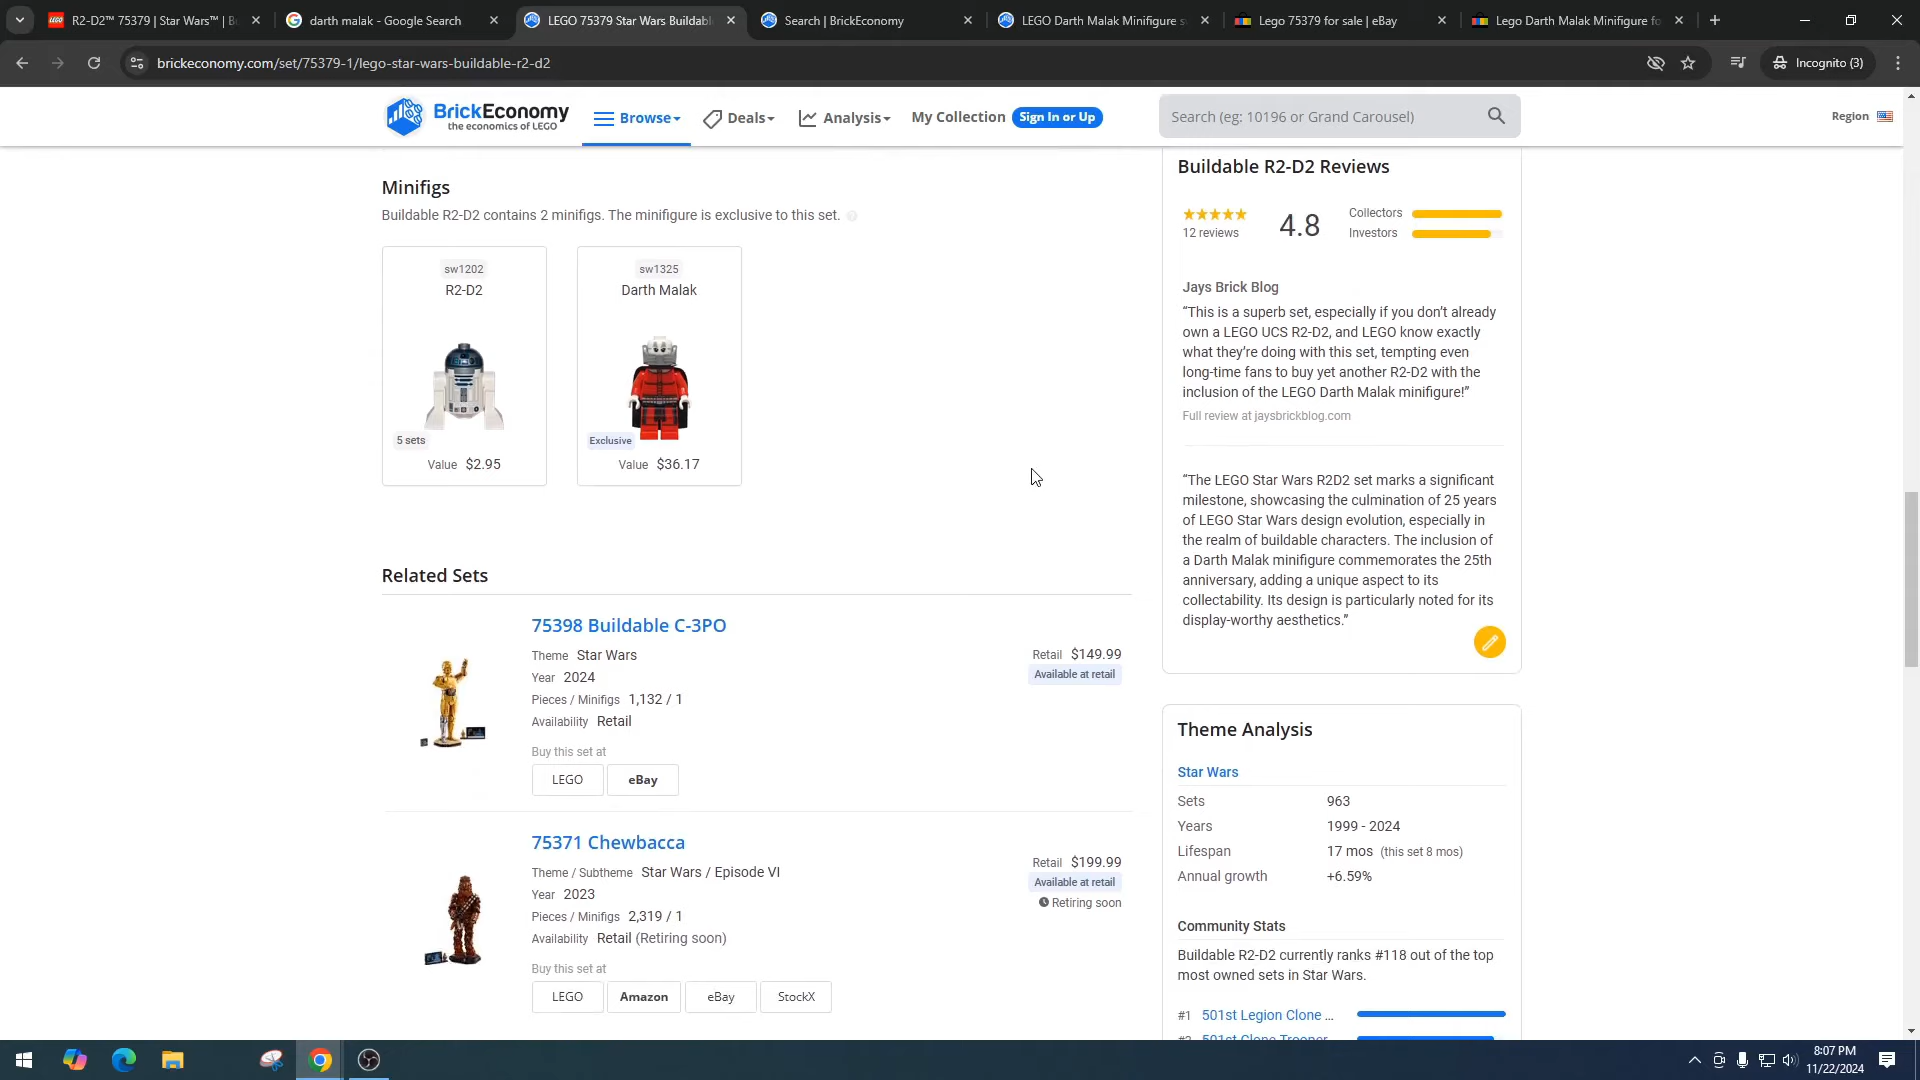 R2-D2™ 75379 | Star Wars™ | Bu
darth malak - Google Search
LEGO 75379 Star Wars Buildable
Search | BrickEconomy
LEGO Darth Malak Minifigure s
Lego 75379 for sale | eBay
Lego Darth Malak Minifigure fo
brickeconomy.com/set/75379-1/lego-star-wars-buildable-r2-d2
Incognito (3)
BrickEconomy
the economics of LEGO
Browse
Deals
Analysis
My Collection
Sign In or Up
Search (eg: 10196 or Grand Carousel)
Region
Minifigs
Buildable R2-D2 contains 2 minifigs. The minifigure is exclusive to this set.
sw1202
R2-D2
5 sets
Value $2.95
sw1325
Darth Malak
Exclusive
Value $36.17
Related Sets
75398 Buildable C-3PO
Theme Star Wars
Year 2024
Pieces / Minifigs 1,132 / 1
Availability Retail
Buy this set at
LEGO
eBay
Retail $149.99
Available at retail
75371 Chewbacca
Theme / Subtheme Star Wars / Episode VI
Year 2023
Pieces / Minifigs 2,319 / 1
Availability Retail (Retiring soon)
Buy this set at
LEGO
Amazon
eBay
StockX
Retail $199.99
Available at retail
Retiring soon
Buildable R2-D2 Reviews
12 reviews
4.8
Collectors
Investors
Jays Brick Blog
“This is a superb set, especially if you don’t already
own a LEGO UCS R2-D2, and LEGO know exactly
what they’re doing with this set, tempting even
long-time fans to buy yet another R2-D2 with the
inclusion of the LEGO Darth Malak minifigure!”
Full review at jaysbrickblog.com
“The LEGO Star Wars R2D2 set marks a significant
milestone, showcasing the culmination of 25 years
of LEGO Star Wars design evolution, especially in
the realm of buildable characters. The inclusion of
a Darth Malak minifigure commemorates the 25th
anniversary, adding a unique aspect to its
collectability. Its design is particularly noted for its
display-worthy aesthetics.”
Theme Analysis
Star Wars
Sets 963
Years 1999 - 2024
Lifespan 17 mos (this set 8 mos)
Annual growth +6.59%
Community Stats
Buildable R2-D2 currently ranks #118 out of the top
most owned sets in Star Wars.
#1 501st Legion Clone ...
#2 501st Clone Trooper
8:07 PM
11/22/2024